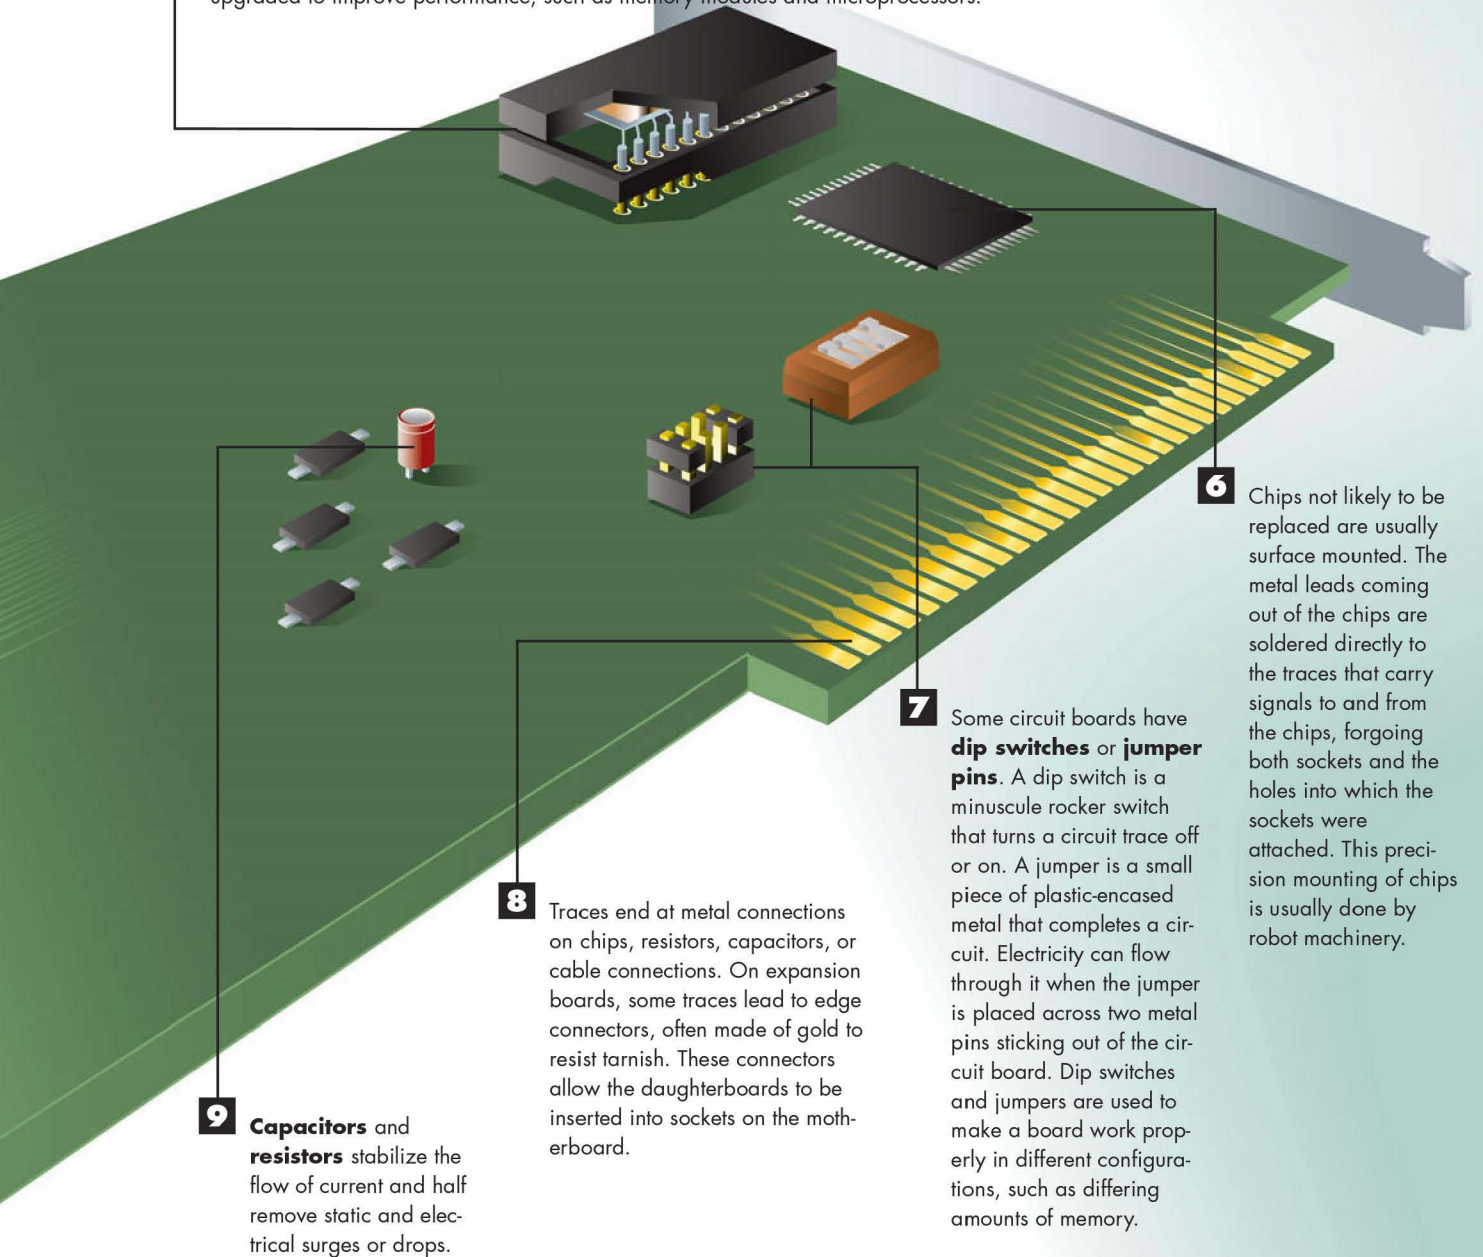 upgraded to improve performance, such as memory modules and microprocessors.
6
Chips not likely to be
replaced are usually
surface mounted. The
metal leads coming
out of the chips are
soldered directly to
the traces that carry
signals to and from
the chips, forgoing
both sockets and the
holes into which the
sockets were
attached. This preci-
sion mounting of chips
is usually done by
robot machinery.
7
Some circuit boards have
dip switches or jumper
pins. A dip switch is a
minuscule rocker switch
that turns a circuit trace off
or on. A jumper is a small
piece of plastic-encased
metal that completes a cir-
cuit. Electricity can flow
through it when the jumper
is placed across two metal
pins sticking out of the cir-
cuit board. Dip switches
and jumpers are used to
make a board work prop-
erly in different configura-
tions, such as differing
amounts of memory.
8
Traces end at metal connections
on chips, resistors, capacitors, or
cable connections. On expansion
boards, some traces lead to edge
connectors, often made of gold to
resist tarnish. These connectors
allow the daughterboards to be
inserted into sockets on the moth-
erboard.
9
Capacitors and
resistors stabilize the
flow of current and half
remove static and elec-
trical surges or drops.